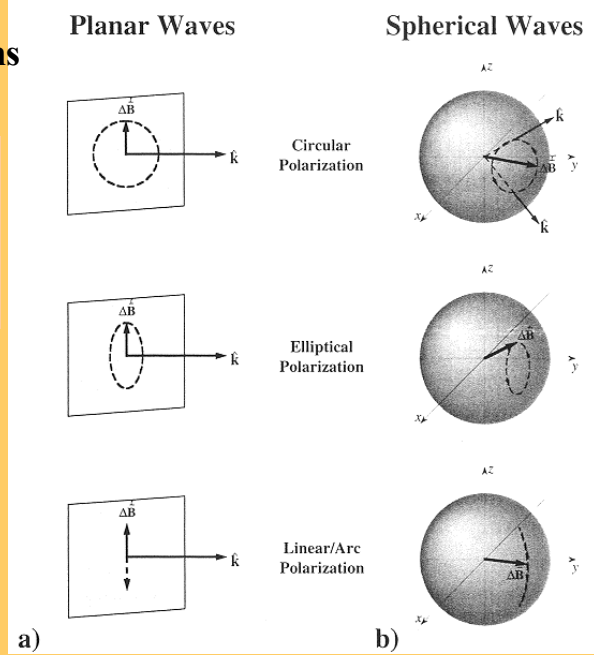 Planar Waves
Spherical Waves
ns
z
ΔB
k̂
Circular
Polarization
k̂
ΔB
y
x
k̂
z
ΔB
k̂
Elliptical
Polarization
ΔB
y
x
z
ΔB
k̂
Linear/Arc
Polarization
ΔB
y
x
a)
b)